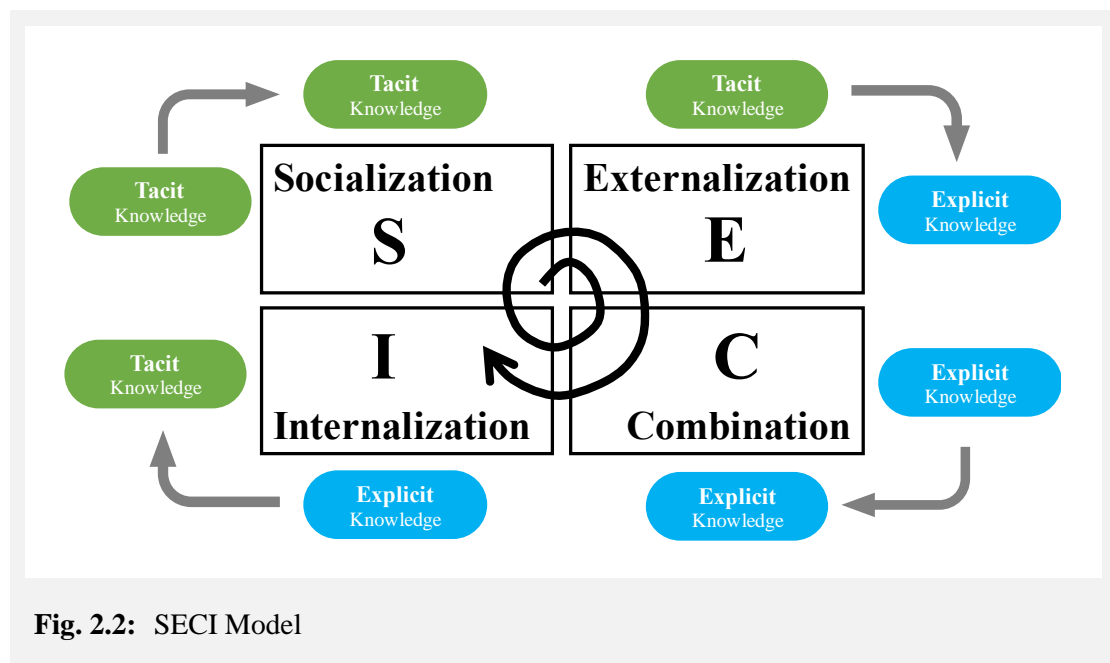 Tacit
Knowledge
Tacit
Knowledge
Tacit
Knowledge
Socialization
S
Externalization
E
Explicit
Knowledge
Tacit
Knowledge
I
Internalization
C
Combination
Explicit
Knowledge
Explicit
Knowledge
Explicit
Knowledge
Fig. 2.2: SECI Model